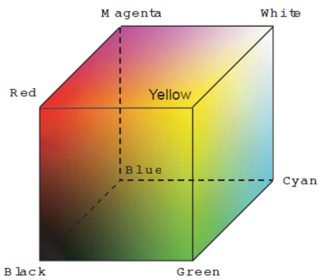 Magenta White
Red Yellow
Blue
Cyan
Black Green